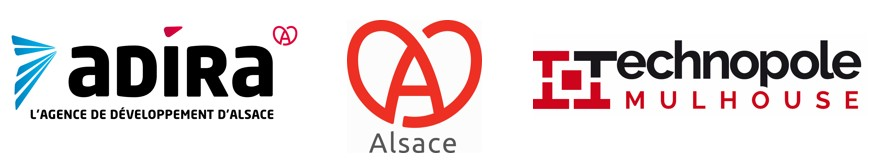 aDIRa
L'AGENCE DE DÉVELOPPEMENT D'ALSACE
A
Alsace
Technopole
MULHOUSE